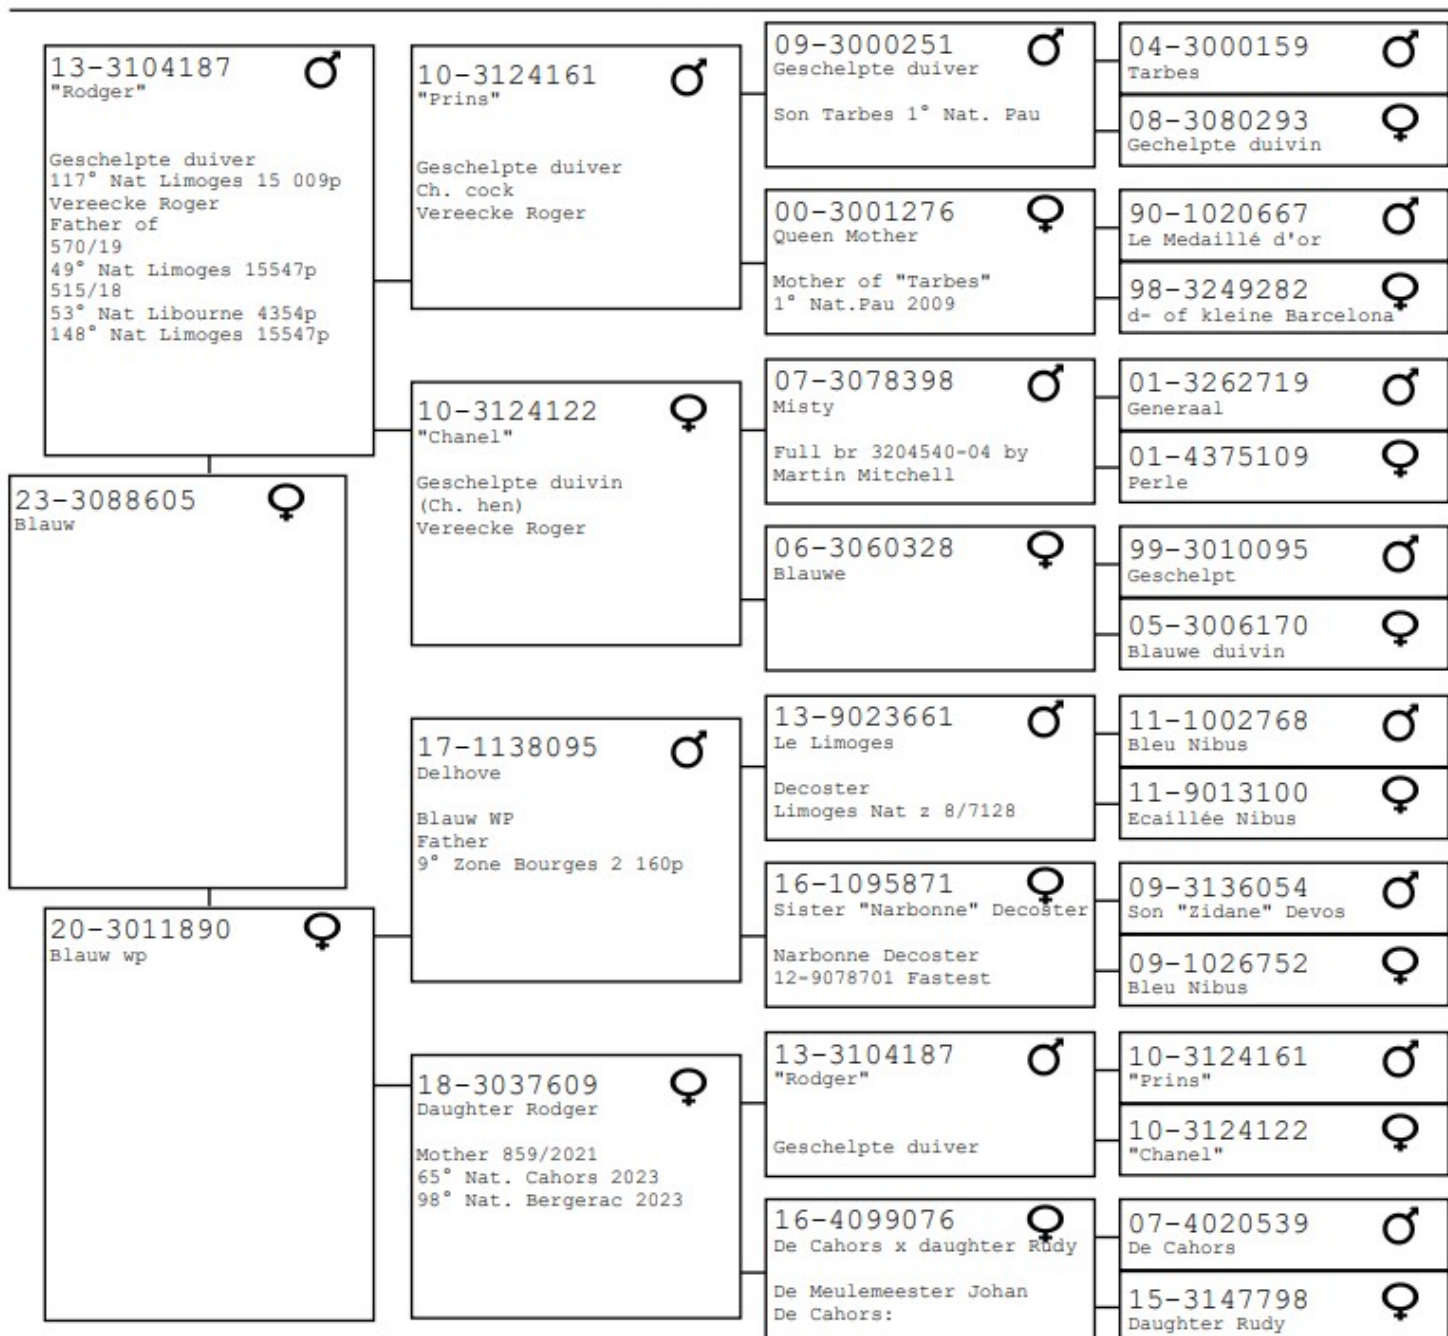 13-3104187
"Rodger"
Geschelpte duiver
117° Nat Limoges 15 009p
Vereecke Roger
Father of
570/19
49° Nat Limoges 15547p
515/18
53° Nat Libourne 4354p
148° Nat Limoges 15547p
23-3088605
Blauw
20-3011890
Blauw wp
10-3124161
"Prins"
Geschelpte duiver
Ch. cock
Vereecke Roger
10-3124122
"Chanel"
Geschelpte duivin
(Ch. hen)
Vereecke Roger
17-1138095
Delhove
Blauw WP
Father
9° Zone Bourges 2 160p
18-3037609
Daughter Rodger
Mother 859/2021
65° Nat. Cahors 2023
98° Nat. Bergerac 2023
09-3000251
Geschelpte duiver
Son Tarbes 1° Nat. Pau
00-3001276
Queen Mother
Mother of "Tarbes"
1° Nat.Pau 2009
07-3078398
Misty
Full br 3204540-04 by
Martin Mitchell
06-3060328
Blauwe
13-9023661
Le Limoges
Decoster
Limoges Nat z 8/7128
16-1095871
Sister "Narbonne" Decoster
Narbonne Decoster
12-9078701 Fastest
13-3104187
"Rodger"
Geschelpte duiver
16-4099076
De Cahors x daughter Rudy
De Meulemeester Johan
De Cahors:
04-3000159
Tarbes
08-3080293
Gechelpte duivin
90-1020667
Le Medaillé d'or
98-3249282
d- of kleine Barcelona
01-3262719
Generaal
01-4375109
Perle
99-3010095
Geschelpt
05-3006170
Blauwe duivin
11-1002768
Bleu Nibus
11-9013100
Ecaillée Nibus
09-3136054
Son "Zidane" Devos
09-1026752
Bleu Nibus
10-3124161
"Prins"
10-3124122
"Chanel"
07-4020539
De Cahors
15-3147798
Daughter Rudy